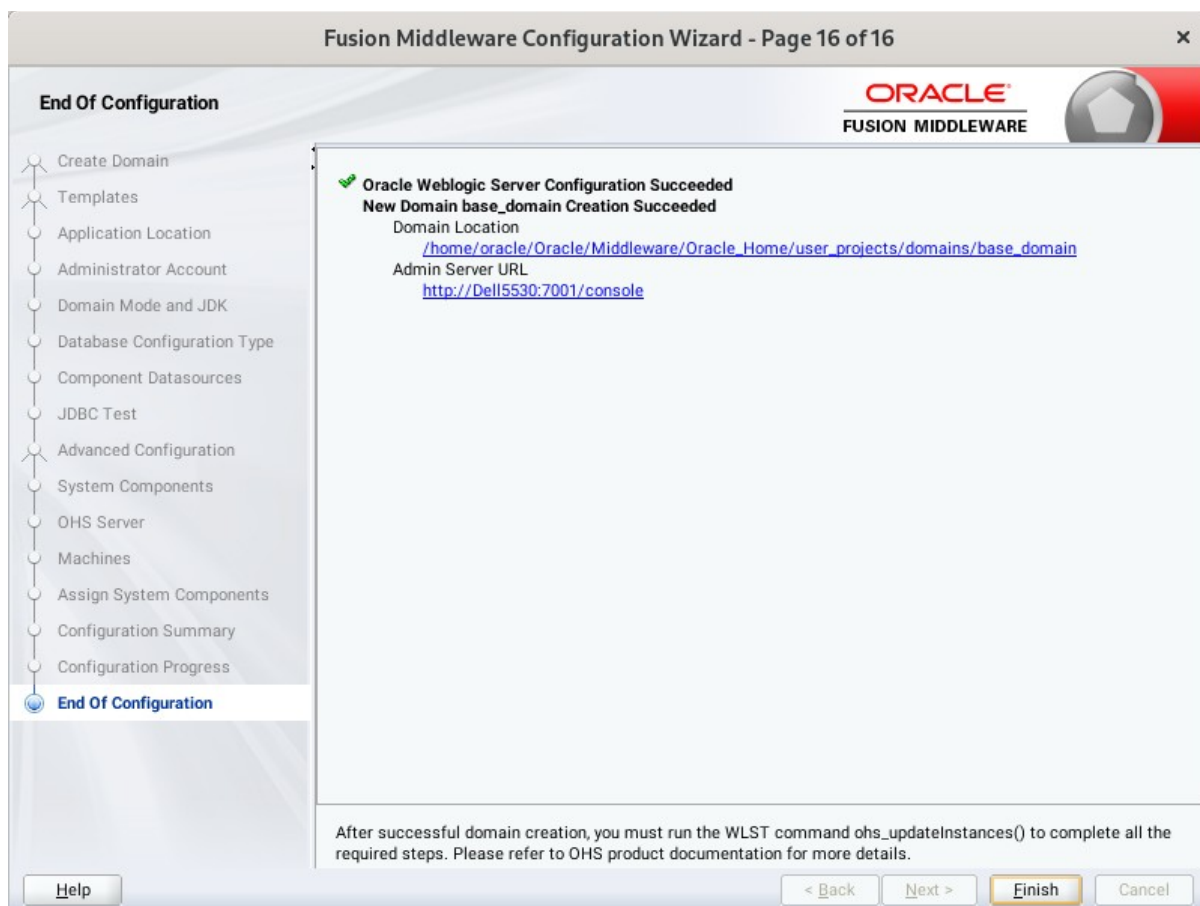 Fusion Middleware Configuration Wizard - Page 16 of 16
×
End Of Configuration
ORACLE
FUSION MIDDLEWARE
Create Domain
Templates
Application Location
Administrator Account
Domain Mode and JDK
Database Configuration Type
Component Datasources
JDBC Test
Advanced Configuration
System Components
OHS Server
Machines
Assign System Components
Configuration Summary
Configuration Progress
End Of Configuration
Oracle Weblogic Server Configuration Succeeded
New Domain base_domain Creation Succeeded
Domain Location
/home/oracle/Oracle/Middleware/Oracle_Home/user_projects/domains/base_domain
Admin Server URL
http://Dell5530:7001/console
After successful domain creation, you must run the WLST command ohs_updateInstances() to complete all the
required steps. Please refer to OHS product documentation for more details.
Help
< Back
Next >
Finish
Cancel